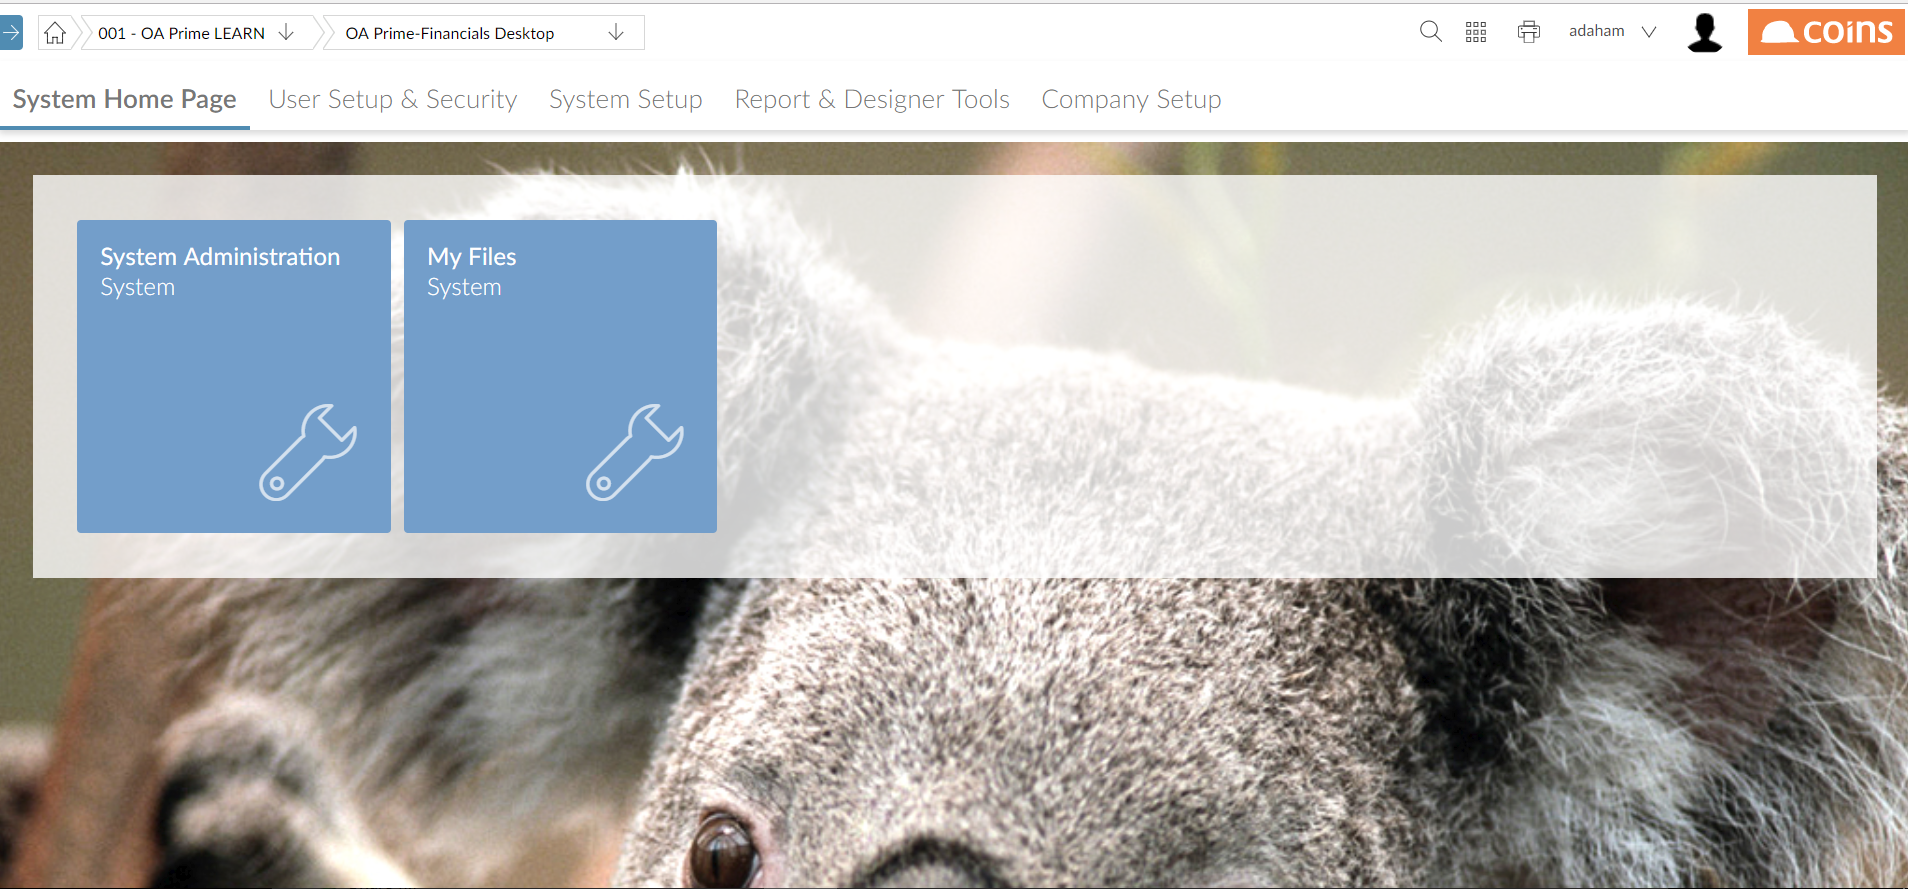 001 - OA Prime LEARN
OA Prime-Financials Desktop
adaham
coins
System Home Page
User Setup & Security
System Setup
Report & Designer Tools
Company Setup
System Administration
System
My Files
System